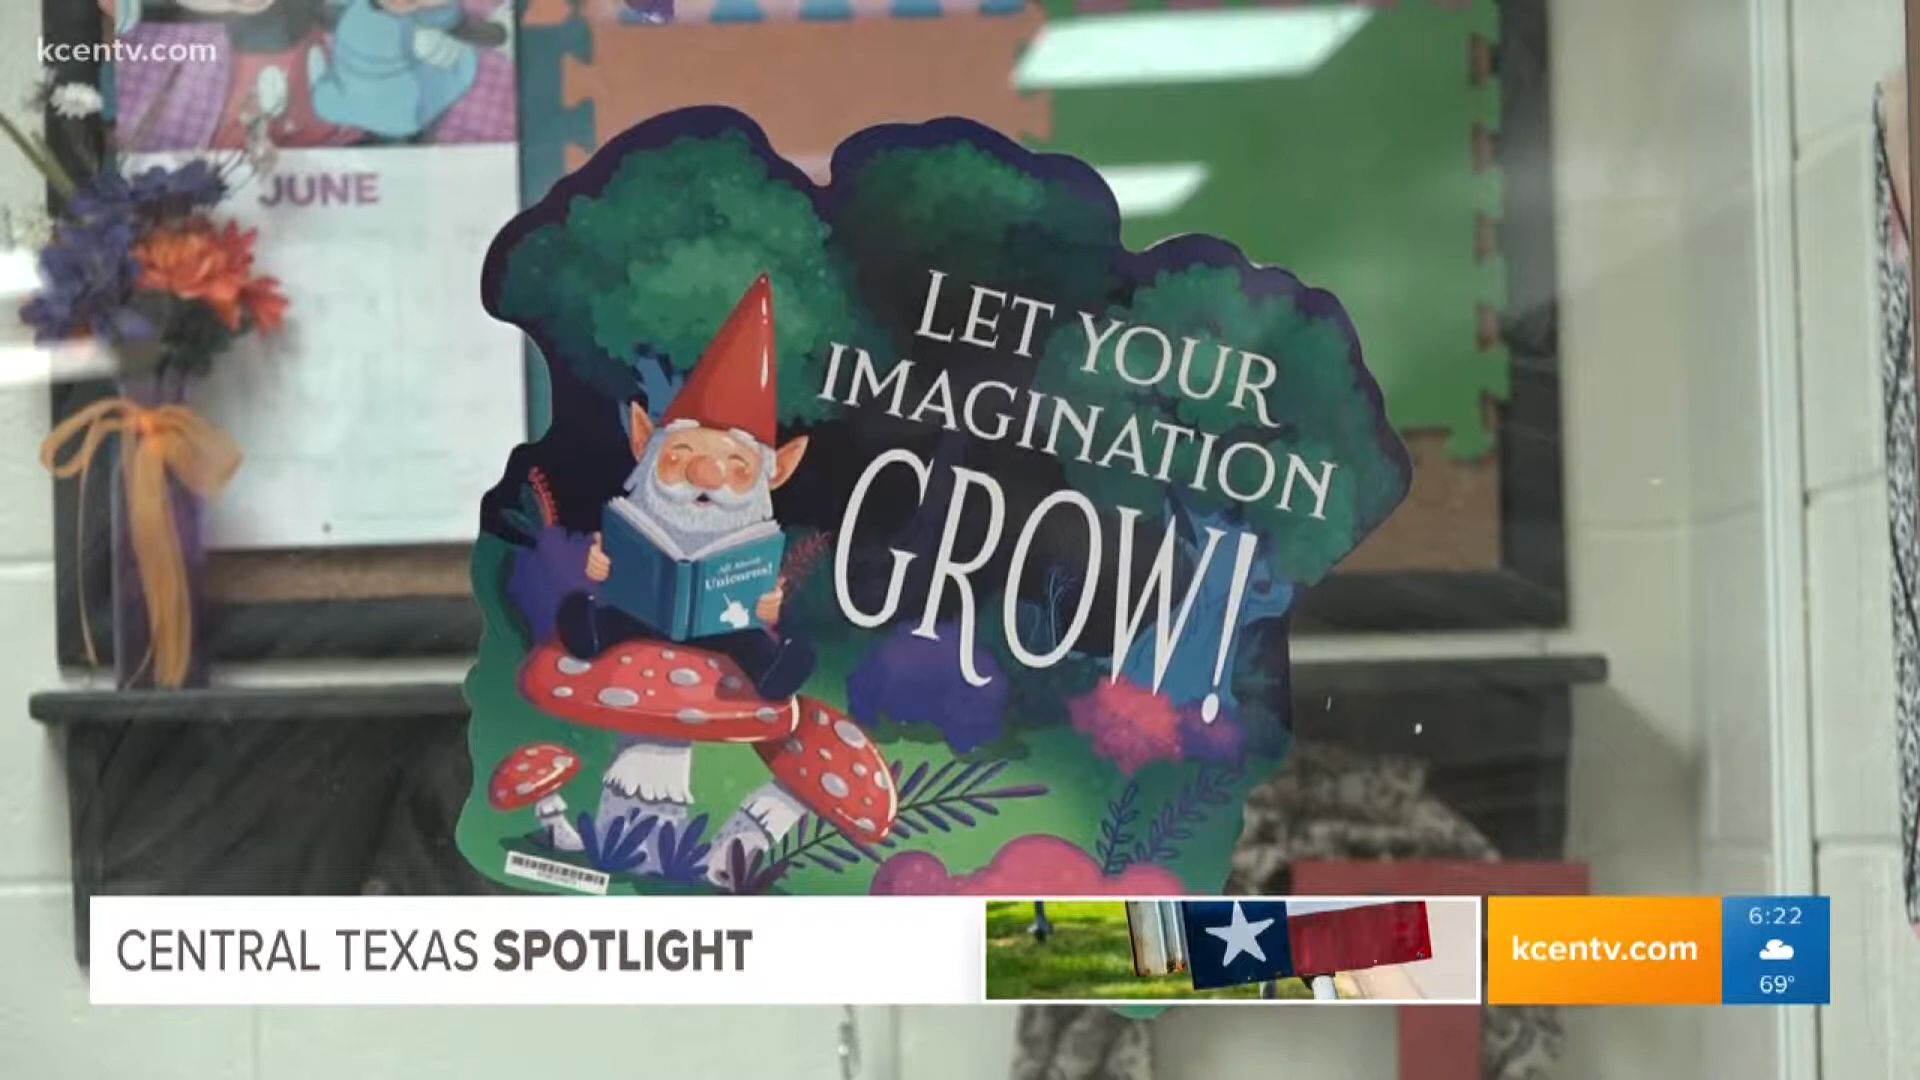 kcentv.com
JUNE
LET YOUR
IMAGINATION
GROW!
All About
Unicorns!
CENTRAL TEXAS SPOTLIGHT
kcentv.com
6:22
69°